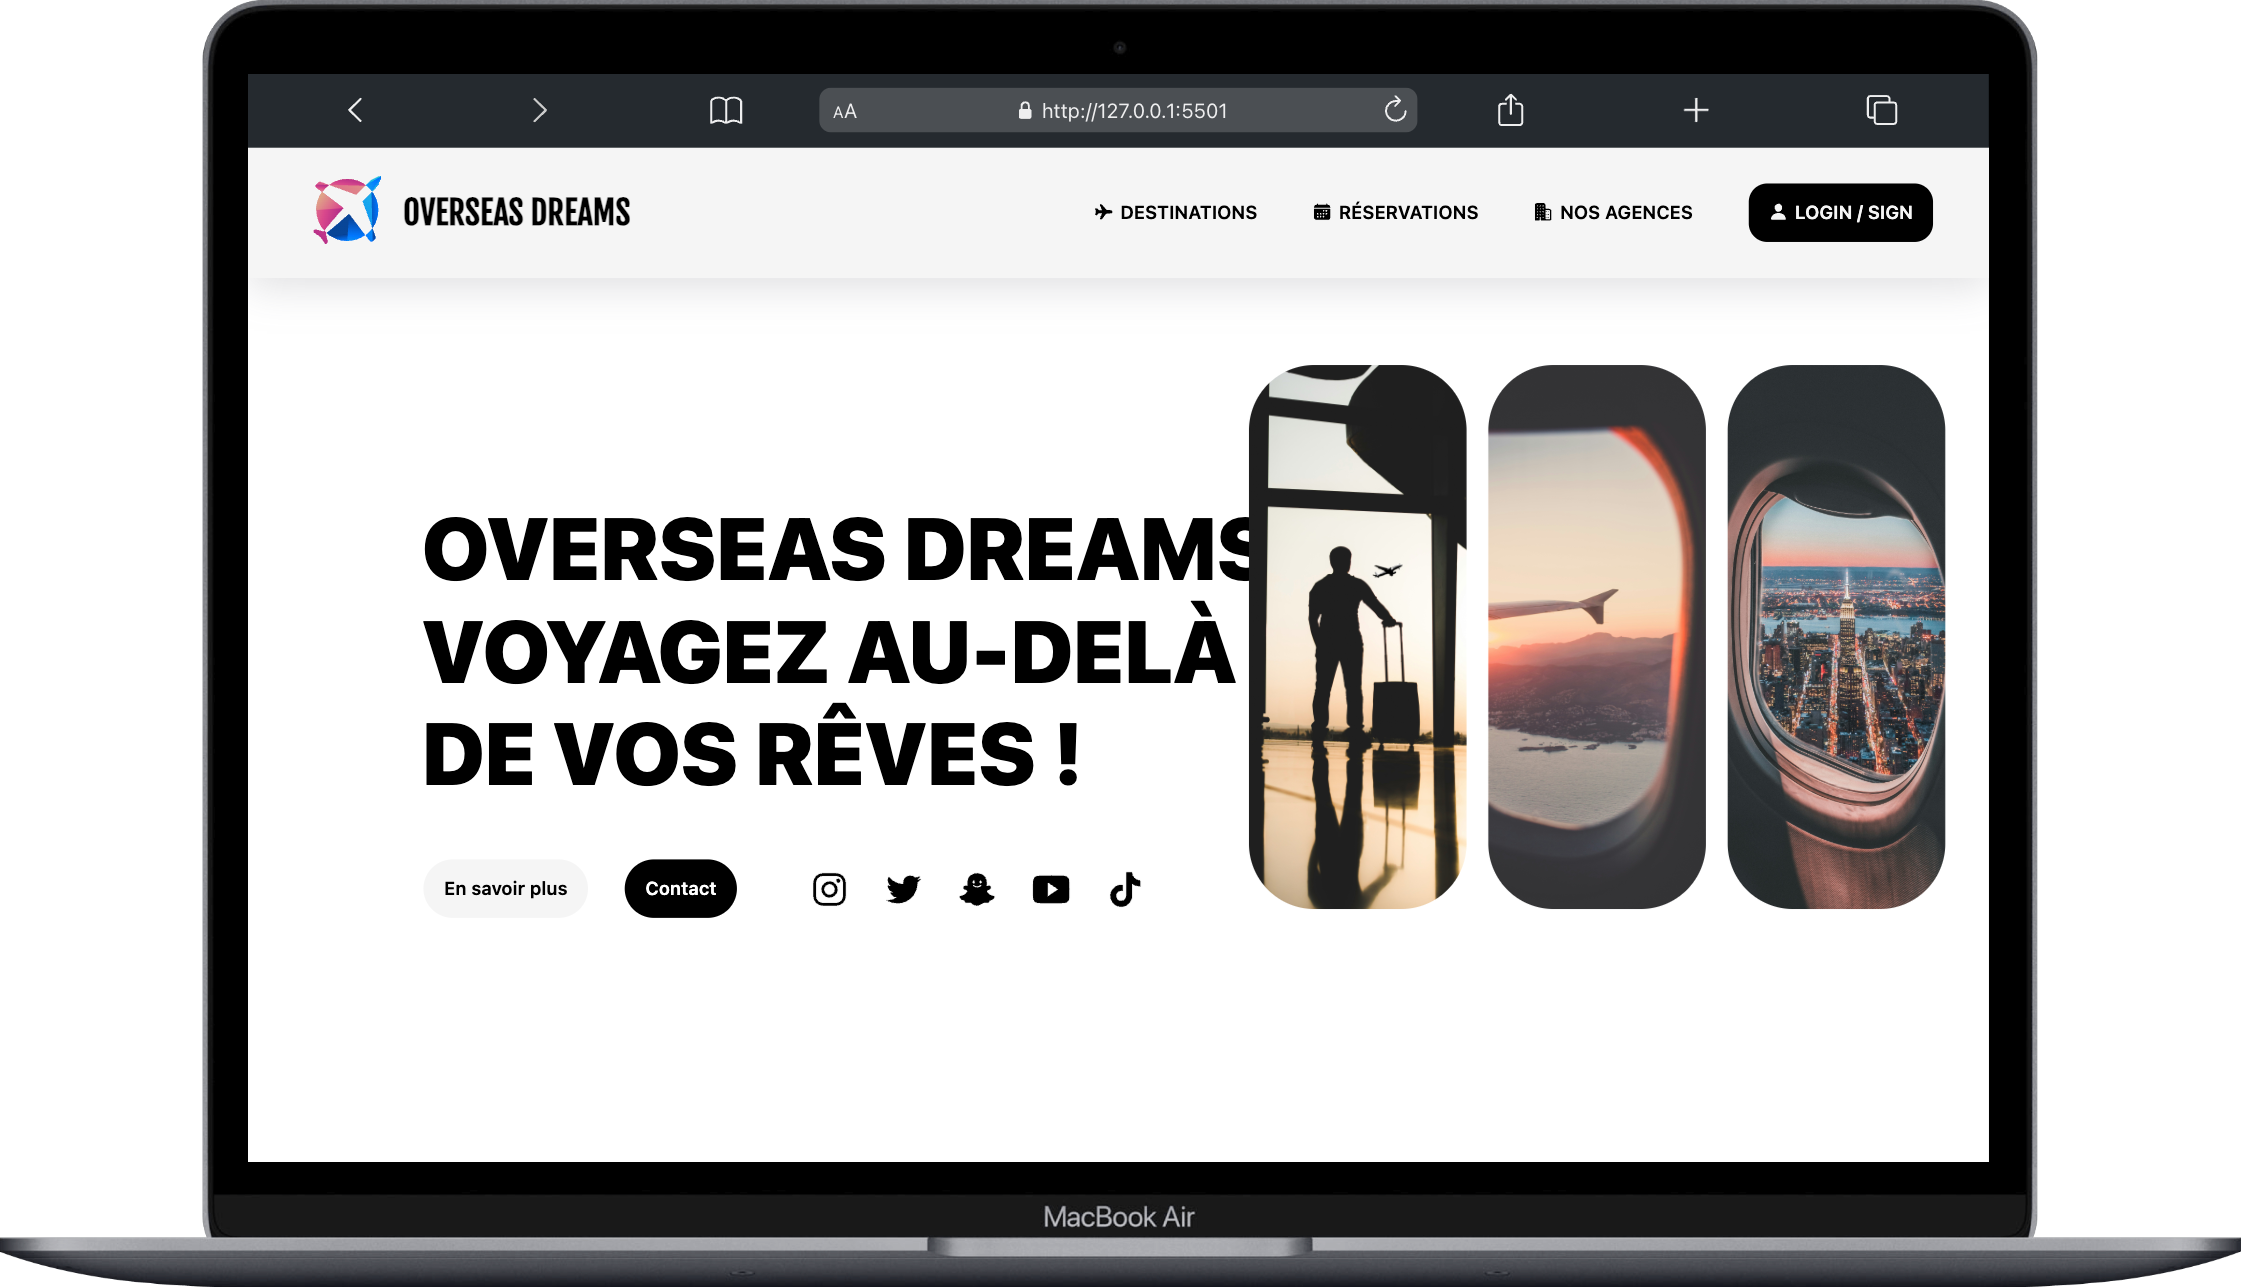 AA
http://127.0.0.1:5501
OVERSEAS DREAMS
DESTINATIONS
RÉSERVATIONS
NOS AGENCES
LOGIN / SIGN
OVERSEAS DREAMS
VOYAGEZ AU-DELÀ
DE VOS RÊVES !
En savoir plus
Contact
MacBook Air